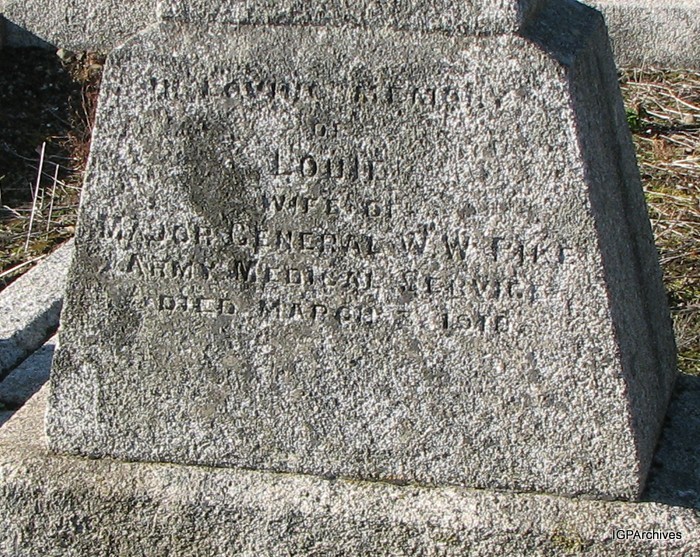 IN LOVING MEMORY
OF
LOUIE
WIFE OF
MAJOR GENERAL W. W. PIKE
ARMY MEDICAL SERVICE
DIED MARCH
IGPArchives